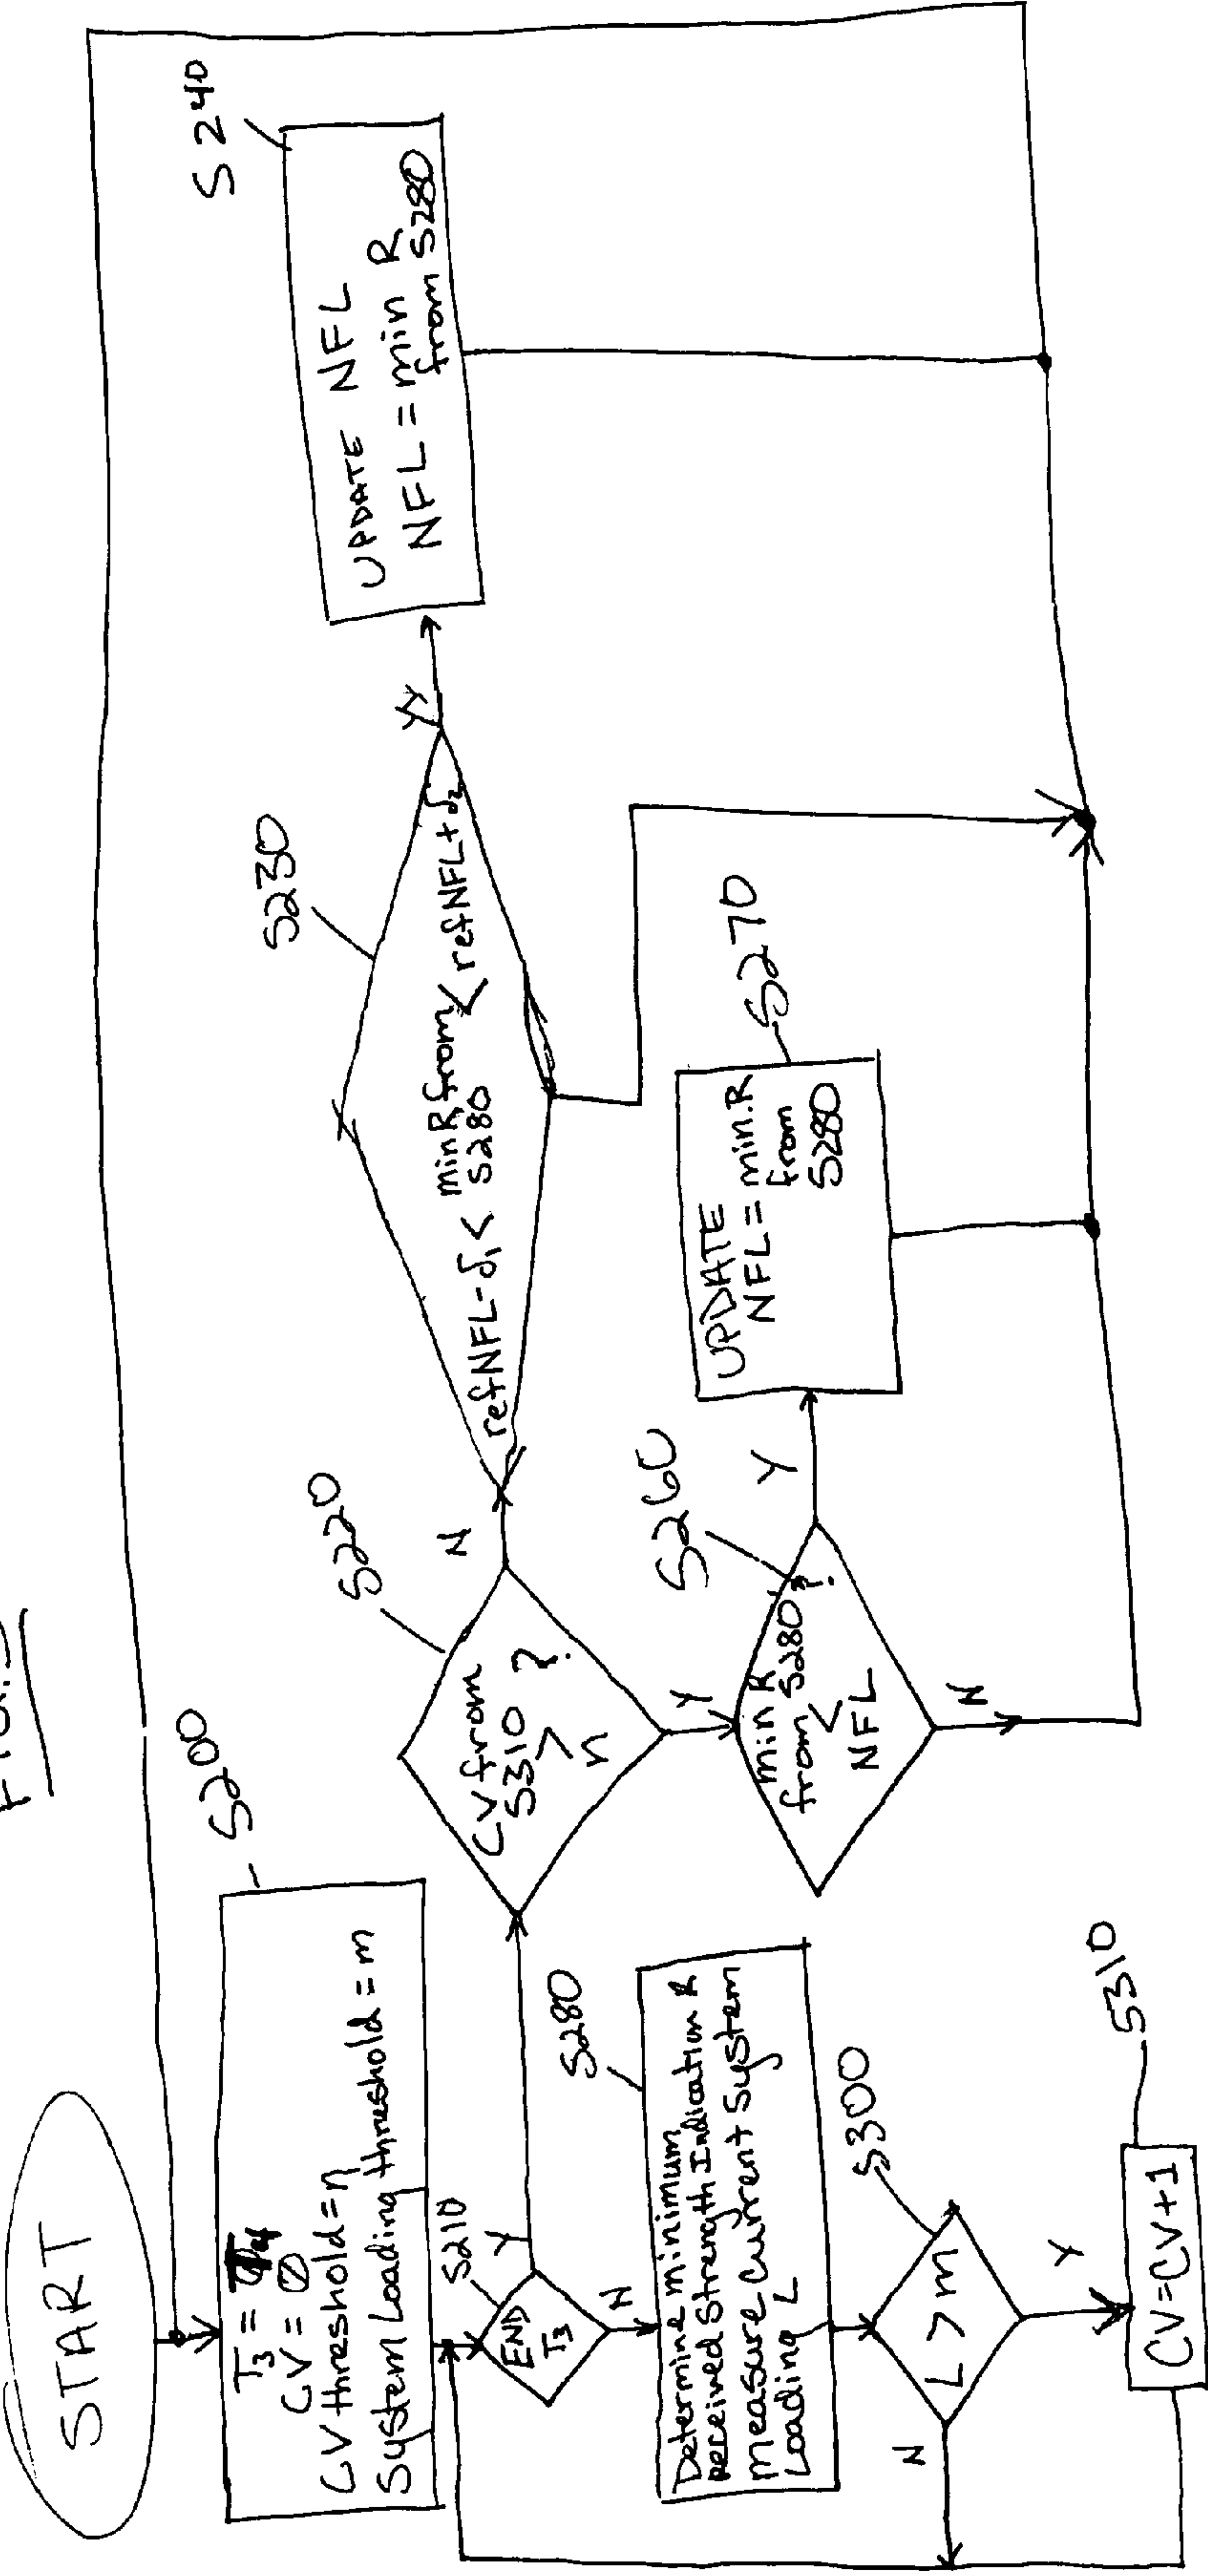 START
S200
T₃ =
CV = 0
CV threshold = n
System Loading threshold = m
S210
END
T₃
Y
N
S280
Determine minimum
Received Strength Indication R
measure current system
Loading L
S300
L > m
N
Y
S310
CV = CV + 1
S220
CV from
S310 ?
>
n
N
Y
S230
refNFL - δ₁ < min R from S280 < refNFL + δ₂
Y
S240
UPDATE NFL
NFL = min R
from S280
S260
min R
from S280 ?
<
NFL
Y
N
S270
UPDATE
NFL = min. R
from
S280